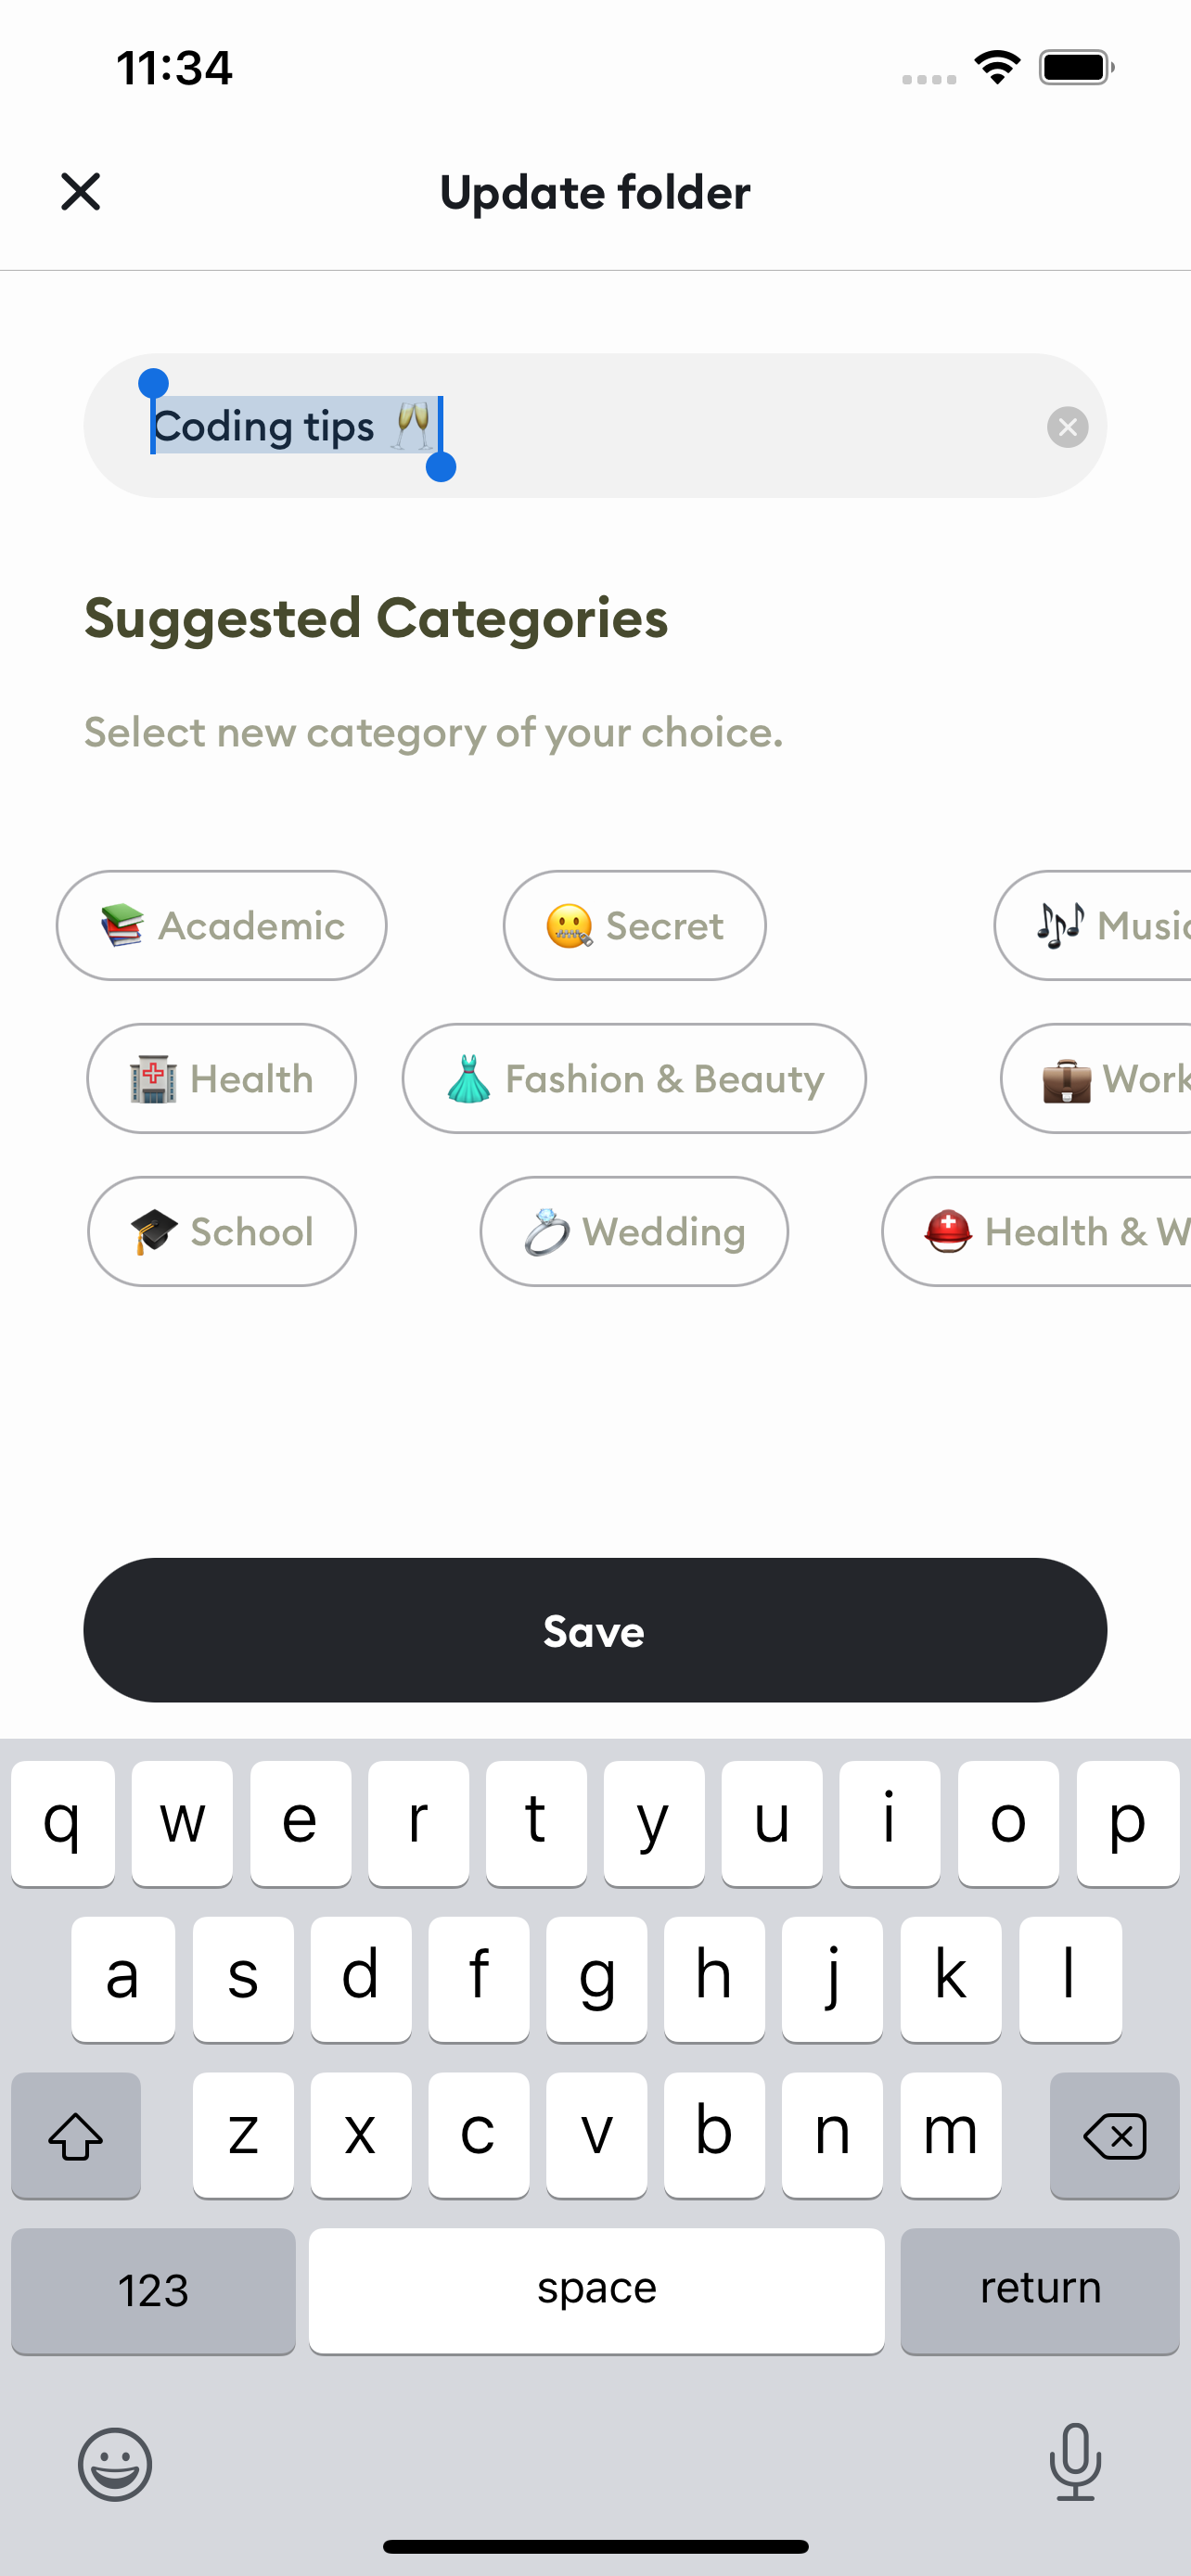 11:34
Update folder
Coding tips 🥂
Suggested Categories
Select new category of your choice.
📚 Academic
🤐 Secret
🎶 Music
🏥 Health
👗 Fashion & Beauty
💼 Work
🎓 School
💍 Wedding
⛑️ Health & W
Save
q w e r t y u i o p
a s d f g h j k l
z x c v b n m
123 space return